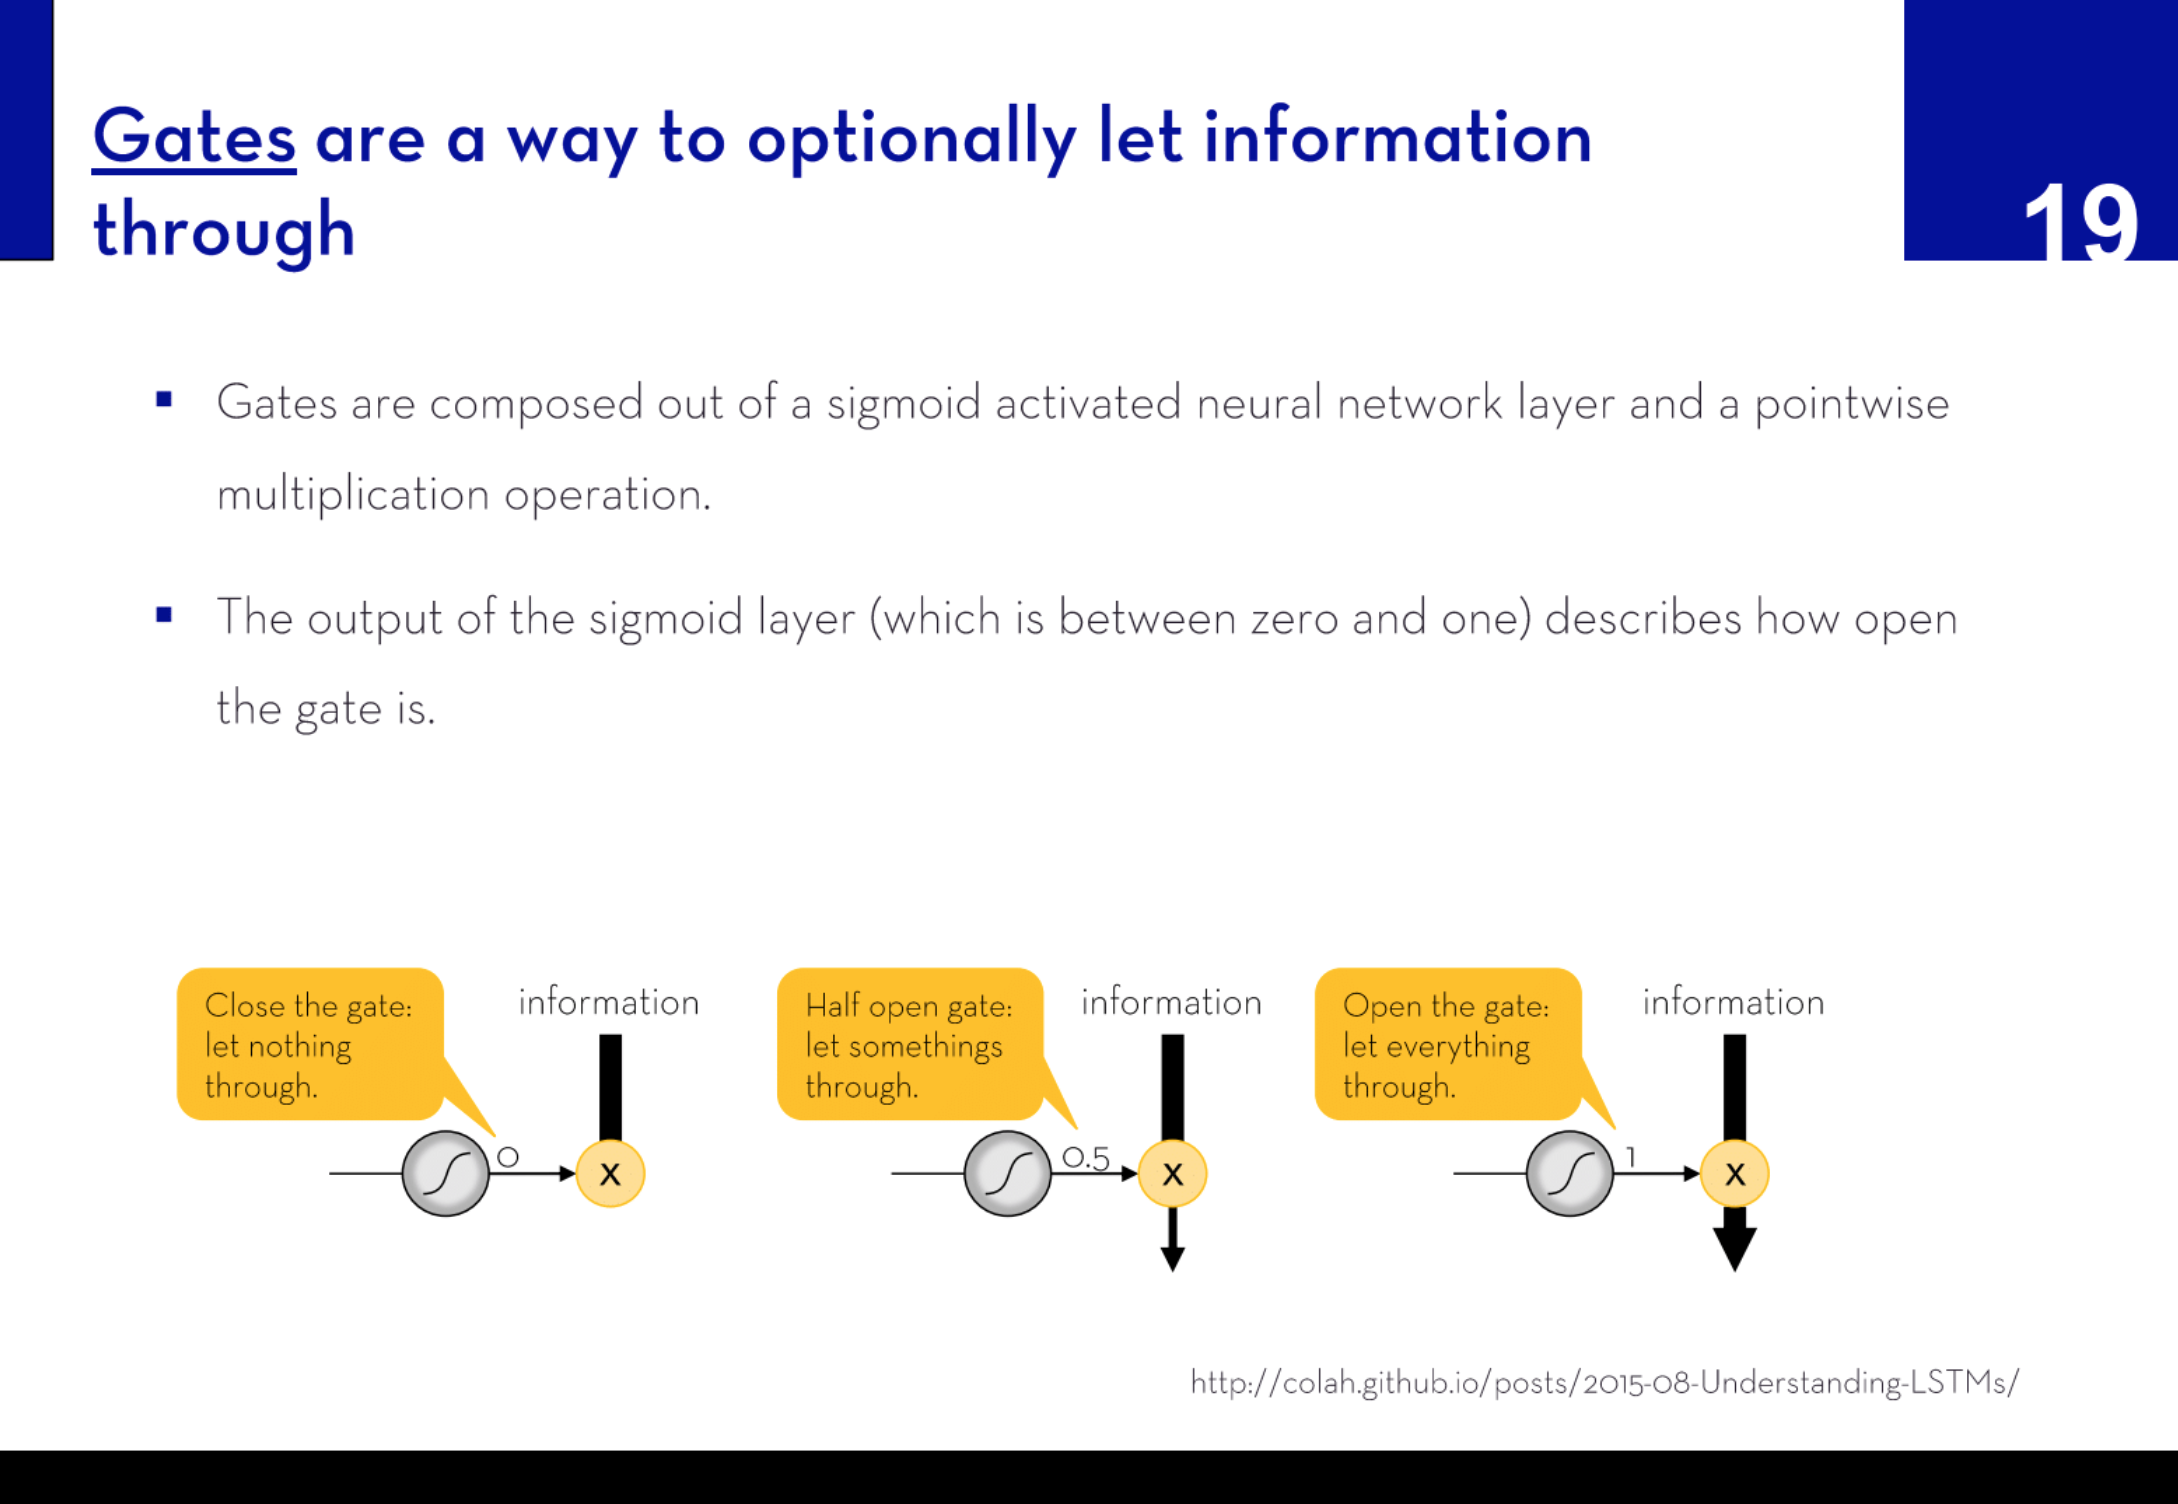 Gates are a way to optionally let information
through
19
Gates are composed out of a sigmoid activated neural network layer and a pointwise
multiplication operation.
The output of the sigmoid layer (which is between zero and one) describes how open
the gate is.
Close the gate:
let nothing
through.
information
0
x
Half open gate:
let somethings
through.
information
0.5
x
Open the gate:
let everything
through.
information
1
x
http://colah.github.io/posts/2015-08-Understanding-LSTMs/